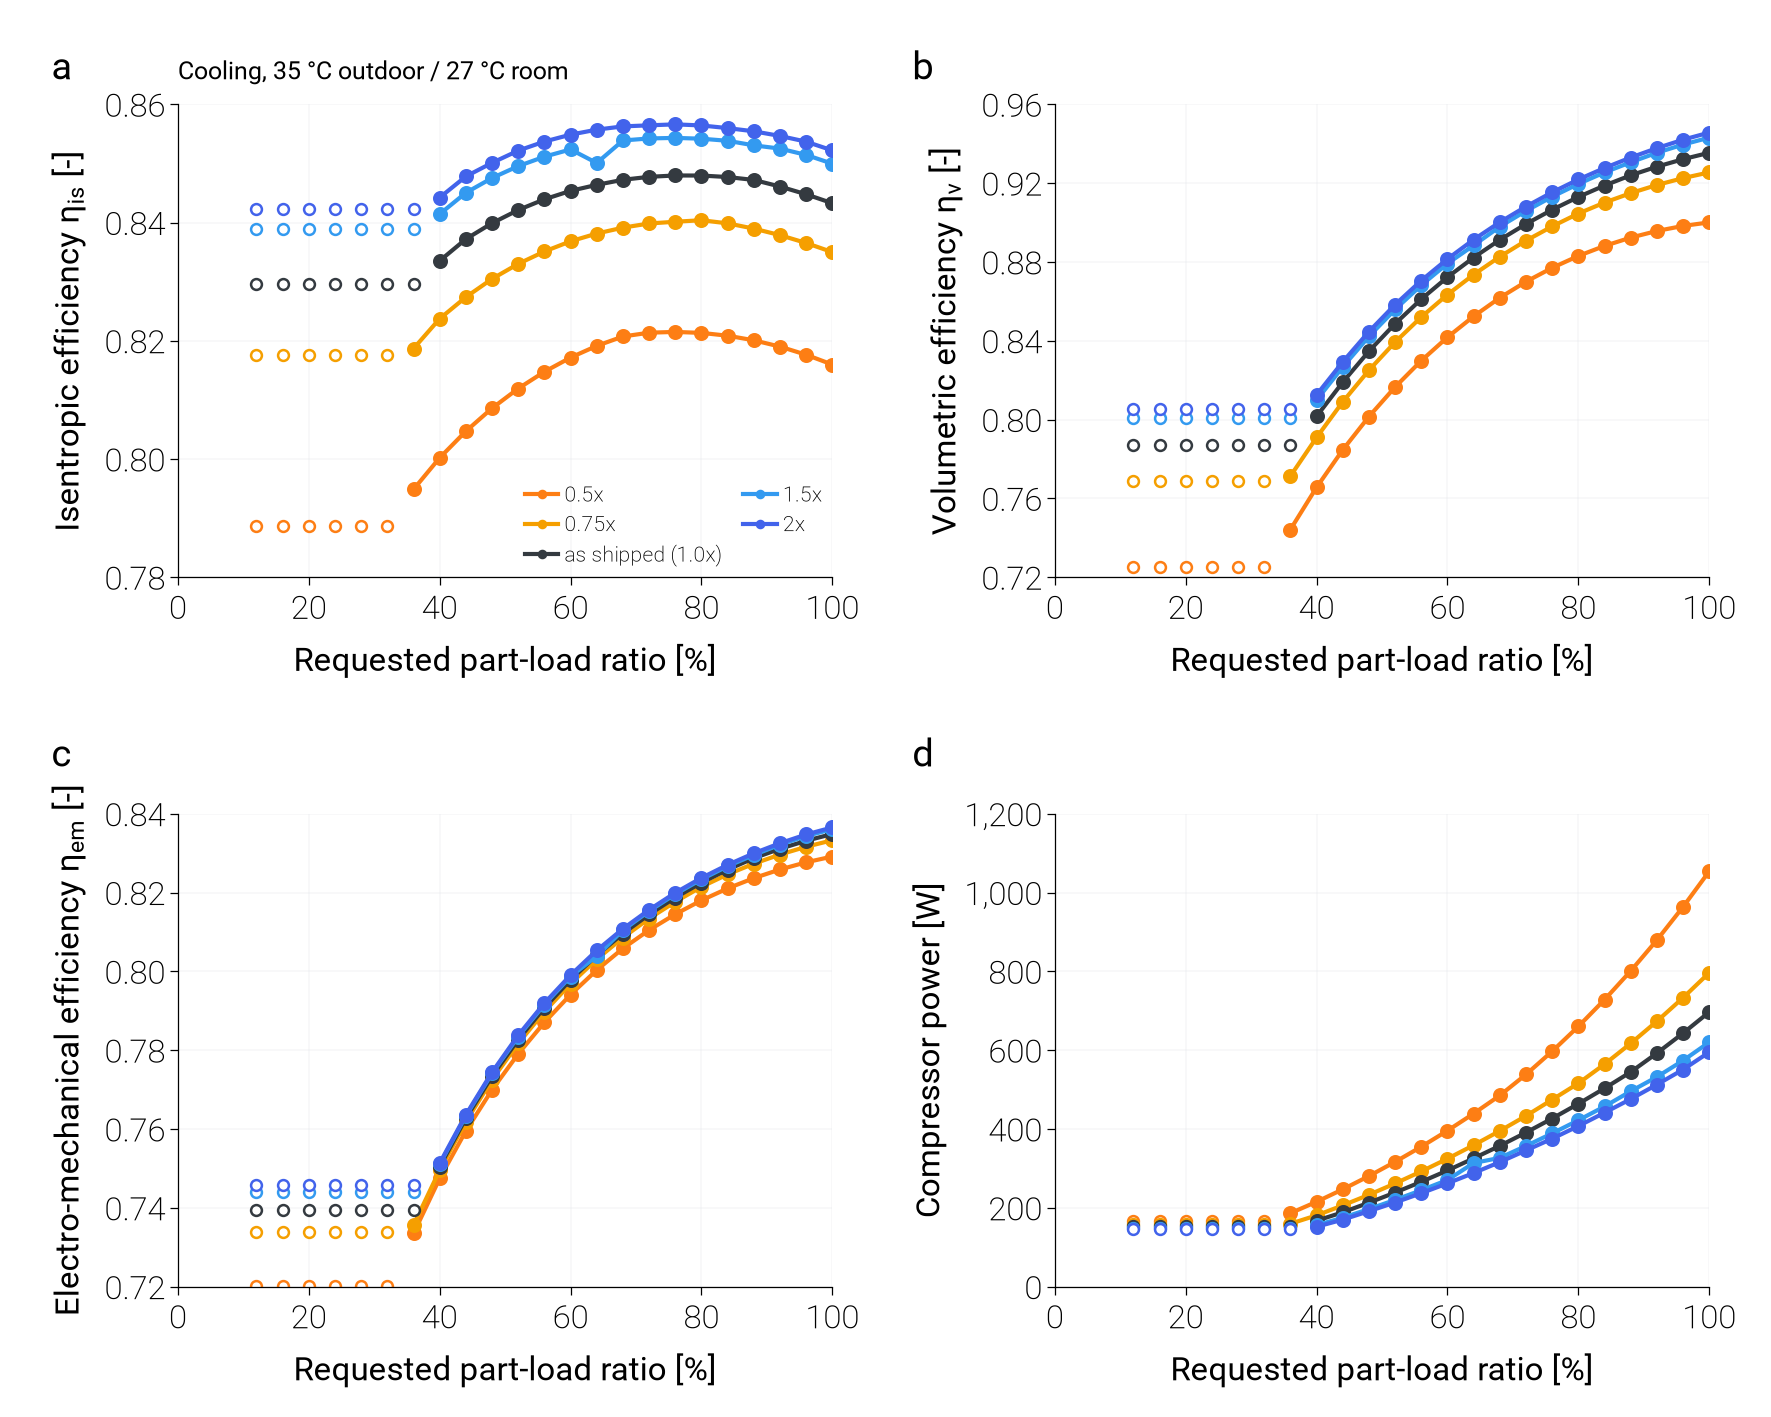 a
Cooling, 35 °C outdoor / 27 °C room
Isentropic efficiency ηis [-]
0.86
0.84
0.82
0.80
0.78
0 20 40 60 80 100
Requested part-load ratio [%]
0.5x
0.75x
as shipped (1.0x)
1.5x
2x
b
Volumetric efficiency ηv [-]
0.96
0.92
0.88
0.84
0.80
0.76
0.72
0 20 40 60 80 100
Requested part-load ratio [%]
c
Electro-mechanical efficiency ηem [-]
0.84
0.82
0.80
0.78
0.76
0.74
0.72
0 20 40 60 80 100
Requested part-load ratio [%]
d
Compressor power [W]
1,200
1,000
800
600
400
200
0
0 20 40 60 80 100
Requested part-load ratio [%]